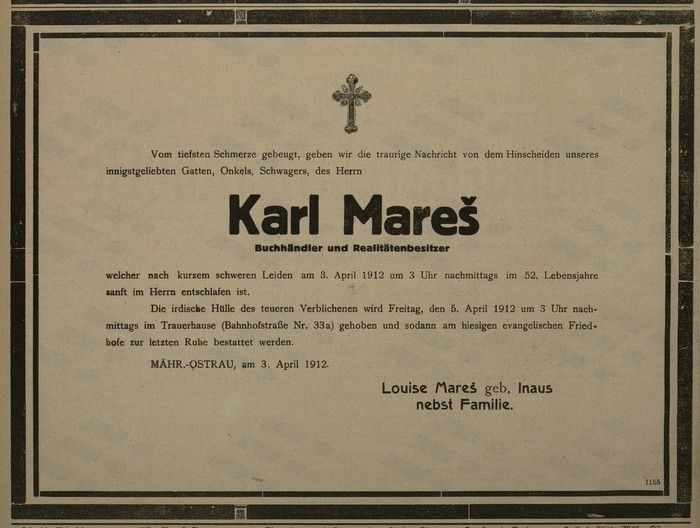 Vom tiefsten Schmerze gebeugt, geben wir die traurige Nachricht von dem Hinscheiden unseres
innigstgeliebten Gatten, Onkels, Schwagers, des Herrn
Karl Mareš
Buchhändler und Realitätenbesitzer
welcher nach kurzem schweren Leiden am 3. April 1912 um 3 Uhr nachmittags im 52. Lebensjahre
sanft im Herrn entschlafen ist.
Die irdische Hülle des teueren Verblichenen wird Freitag, den 5. April 1912 um 3 Uhr nach-
mittags im Trauerhause (Bahnhofstraße Nr. 33a) gehoben und sodann am hiesigen evangelischen Fried-
hofe zur letzten Ruhe bestattet werden.
MÄHR.-OSTRAU, am 3. April 1912.
Louise Mareš geb. Inaus
nebst Familie.
1155